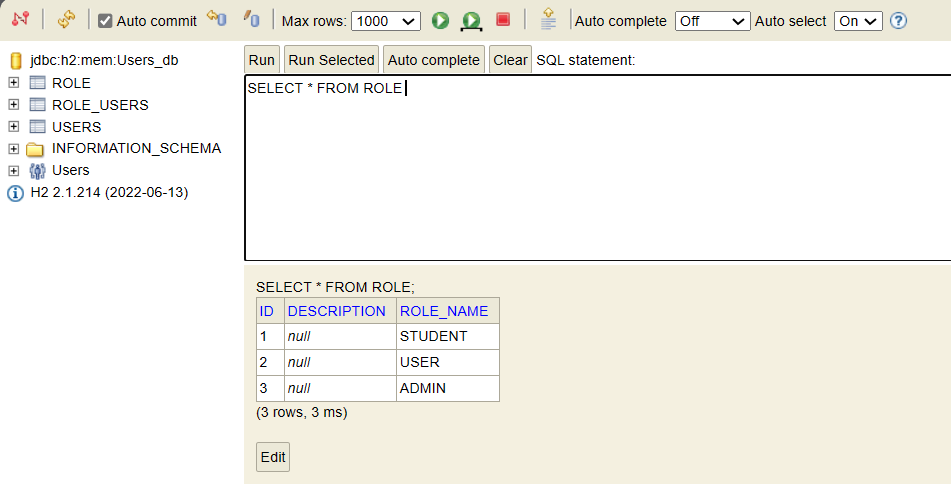 Auto commit Max rows: 1000 Auto complete Off Auto select On ?
jdbc:h2:mem:Users_db
ROLE
ROLE_USERS
USERS
INFORMATION_SCHEMA
Users
H2 2.1.214 (2022-06-13)
Run Run Selected Auto complete Clear SQL statement:
SELECT * FROM ROLE
SELECT * FROM ROLE;
ID DESCRIPTION ROLE_NAME
1 null STUDENT
2 null USER
3 null ADMIN
(3 rows, 3 ms)
Edit